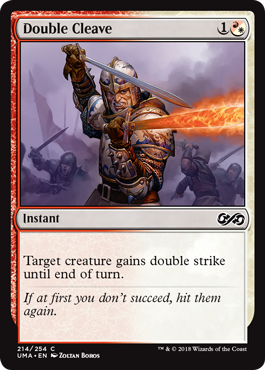 Double Cleave 1
Instant
Target creature gains double strike
until end of turn.
If at first you don't succeed, hit them
again.
214/254 C
UMA • EN ZOLTAN BOROS
™ & © 2018 Wizards of the Coast